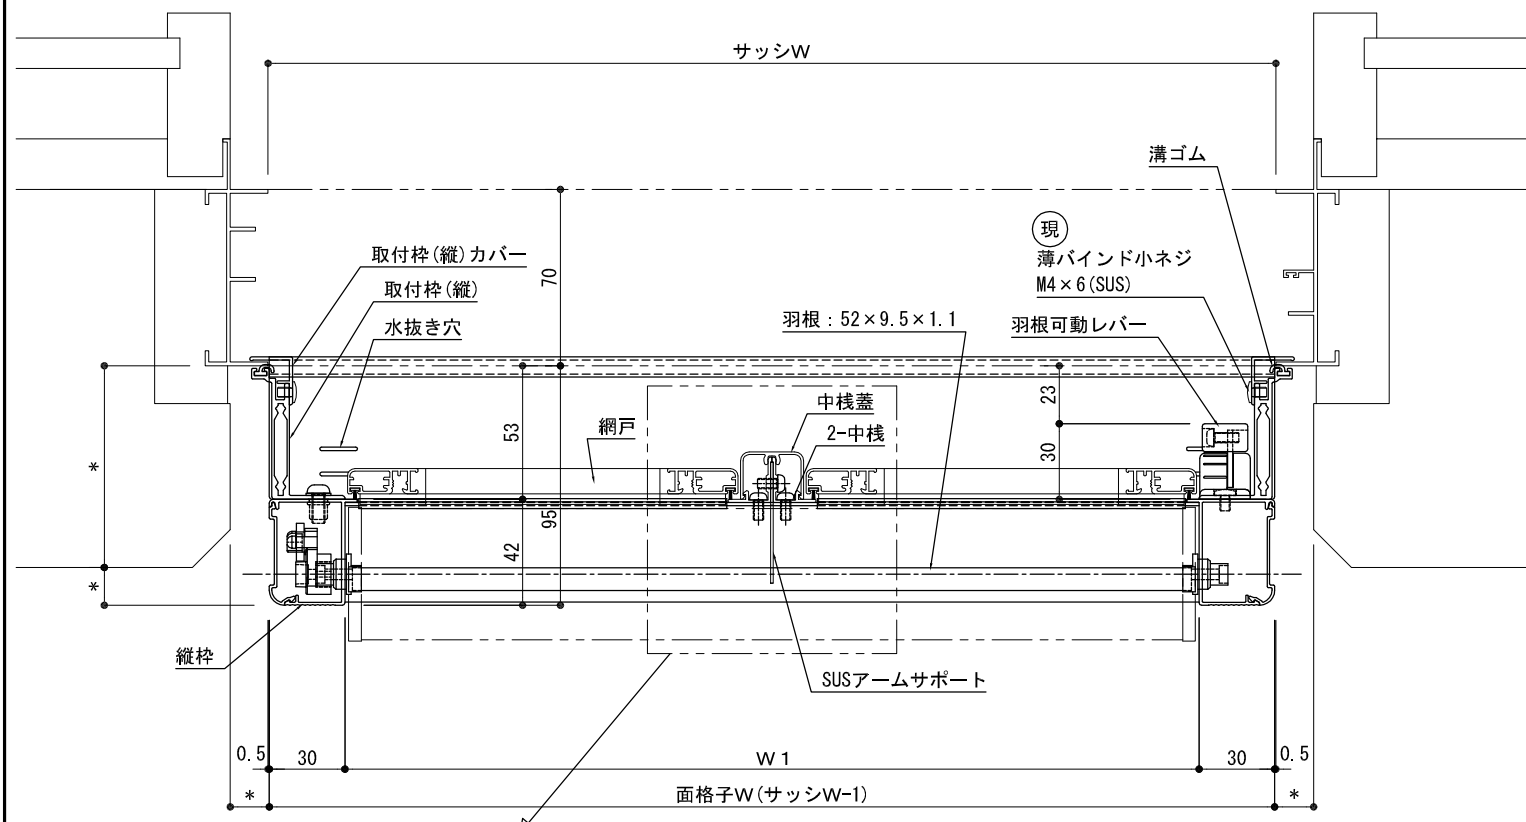 サッシW
溝ゴム
現
薄バインド小ネジ
M4×6(SUS)
取付枠(縦)カバー
取付枠(縦)
水抜き穴
70
羽根：52×9.5×1.1
羽根可動レバー
23
中桟蓋
2-中桟
網戸
53
30
*
95
42
*
縦枠
SUSアームサポート
0.5
30
W1
30
0.5
*
面格子W(サッシW-1)
*